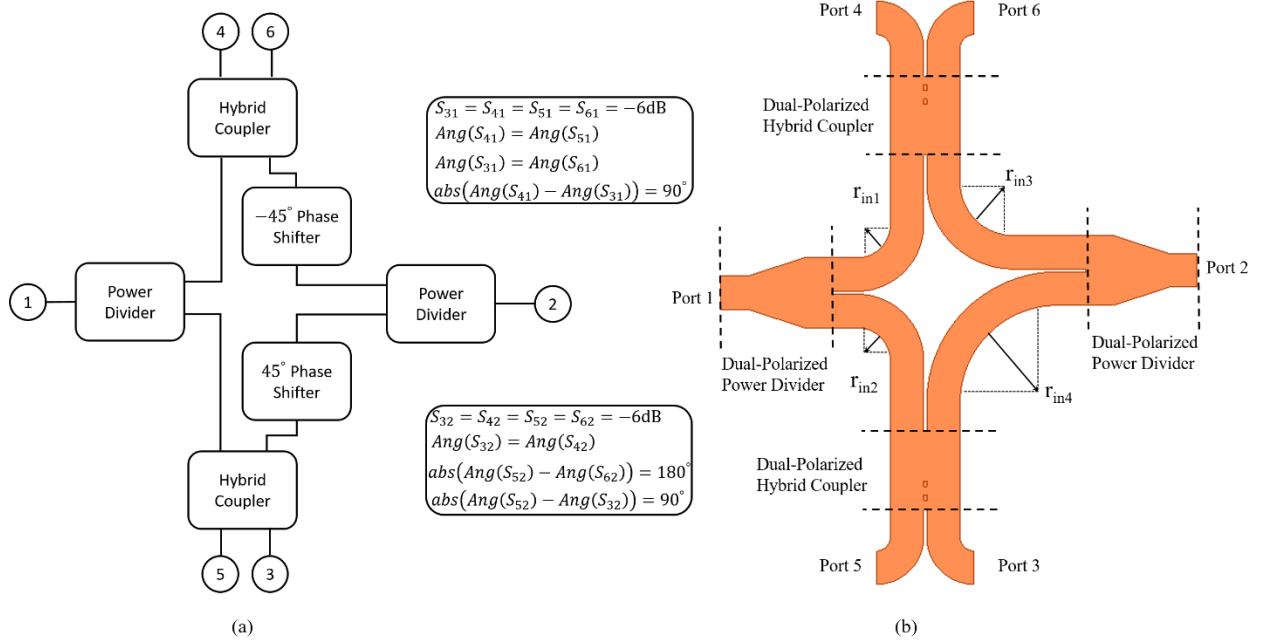 4
6
Hybrid
Coupler
−45° Phase
Shifter
1
Power
Divider
Power
Divider
2
45° Phase
Shifter
Hybrid
Coupler
5
3
S31 = S41 = S51 = S61 = −6dB
Ang(S41) = Ang(S51)
Ang(S31) = Ang(S61)
abs(Ang(S41) − Ang(S31)) = 90°
S32 = S42 = S52 = S62 = −6dB
Ang(S32) = Ang(S42)
abs(Ang(S52) − Ang(S62)) = 180°
abs(Ang(S52) − Ang(S32)) = 90°
(a)
Port 4
Port 6
Dual-Polarized
Hybrid Coupler
rin1
rin3
Port 1
Port 2
Dual-Polarized
Power Divider
rin2
rin4
Dual-Polarized
Power Divider
Dual-Polarized
Hybrid Coupler
Port 5
Port 3
(b)